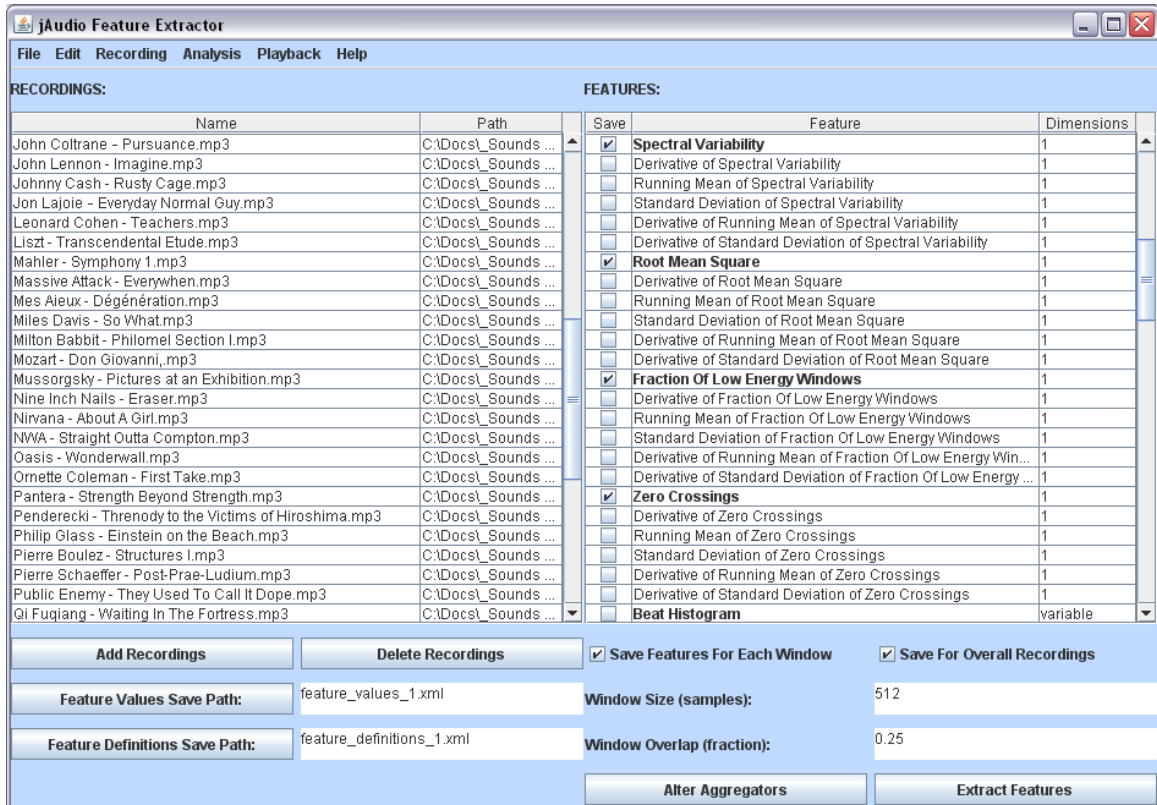 jAudio Feature Extractor
File Edit Recording Analysis Playback Help
RECORDINGS:
Name Path
John Coltrane - Pursuance.mp3 C:\Docs\_Sounds ...
John Lennon - Imagine.mp3 C:\Docs\_Sounds ...
Johnny Cash - Rusty Cage.mp3 C:\Docs\_Sounds ...
Jon Lajoie - Everyday Normal Guy.mp3 C:\Docs\_Sounds ...
Leonard Cohen - Teachers.mp3 C:\Docs\_Sounds ...
Liszt - Transcendental Etude.mp3 C:\Docs\_Sounds ...
Mahler - Symphony 1.mp3 C:\Docs\_Sounds ...
Massive Attack - Everywhen.mp3 C:\Docs\_Sounds ...
Mes Aieux - Dégénération.mp3 C:\Docs\_Sounds ...
Miles Davis - So What.mp3 C:\Docs\_Sounds ...
Milton Babbit - Philomel Section I.mp3 C:\Docs\_Sounds ...
Mozart - Don Giovanni,.mp3 C:\Docs\_Sounds ...
Mussorgsky - Pictures at an Exhibition.mp3 C:\Docs\_Sounds ...
Nine Inch Nails - Eraser.mp3 C:\Docs\_Sounds ...
Nirvana - About A Girl.mp3 C:\Docs\_Sounds ...
NWA - Straight Outta Compton.mp3 C:\Docs\_Sounds ...
Oasis - Wonderwall.mp3 C:\Docs\_Sounds ...
Ornette Coleman - First Take.mp3 C:\Docs\_Sounds ...
Pantera - Strength Beyond Strength.mp3 C:\Docs\_Sounds ...
Penderecki - Threnody to the Victims of Hiroshima.mp3 C:\Docs\_Sounds ...
Philip Glass - Einstein on the Beach.mp3 C:\Docs\_Sounds ...
Pierre Boulez - Structures I.mp3 C:\Docs\_Sounds ...
Pierre Schaeffer - Post-Prae-Ludium.mp3 C:\Docs\_Sounds ...
Public Enemy - They Used To Call It Dope.mp3 C:\Docs\_Sounds ...
Qi Fuqiang - Waiting In The Fortress.mp3 C:\Docs\_Sounds ...
FEATURES:
Save Feature Dimensions
Spectral Variability 1
Derivative of Spectral Variability 1
Running Mean of Spectral Variability 1
Standard Deviation of Spectral Variability 1
Derivative of Running Mean of Spectral Variability 1
Derivative of Standard Deviation of Spectral Variability 1
Root Mean Square 1
Derivative of Root Mean Square 1
Running Mean of Root Mean Square 1
Standard Deviation of Root Mean Square 1
Derivative of Running Mean of Root Mean Square 1
Derivative of Standard Deviation of Root Mean Square 1
Fraction Of Low Energy Windows 1
Derivative of Fraction Of Low Energy Windows 1
Running Mean of Fraction Of Low Energy Windows 1
Standard Deviation of Fraction Of Low Energy Windows 1
Derivative of Running Mean of Fraction Of Low Energy Win... 1
Derivative of Standard Deviation of Fraction Of Low Energy ... 1
Zero Crossings 1
Derivative of Zero Crossings 1
Running Mean of Zero Crossings 1
Standard Deviation of Zero Crossings 1
Derivative of Running Mean of Zero Crossings 1
Derivative of Standard Deviation of Zero Crossings 1
Beat Histogram variable
Add Recordings Delete Recordings
Feature Values Save Path: feature_values_1.xml
Feature Definitions Save Path: feature_definitions_1.xml
Save Features For Each Window Save For Overall Recordings
Window Size (samples): 512
Window Overlap (fraction): 0.25
Alter Aggregators Extract Features